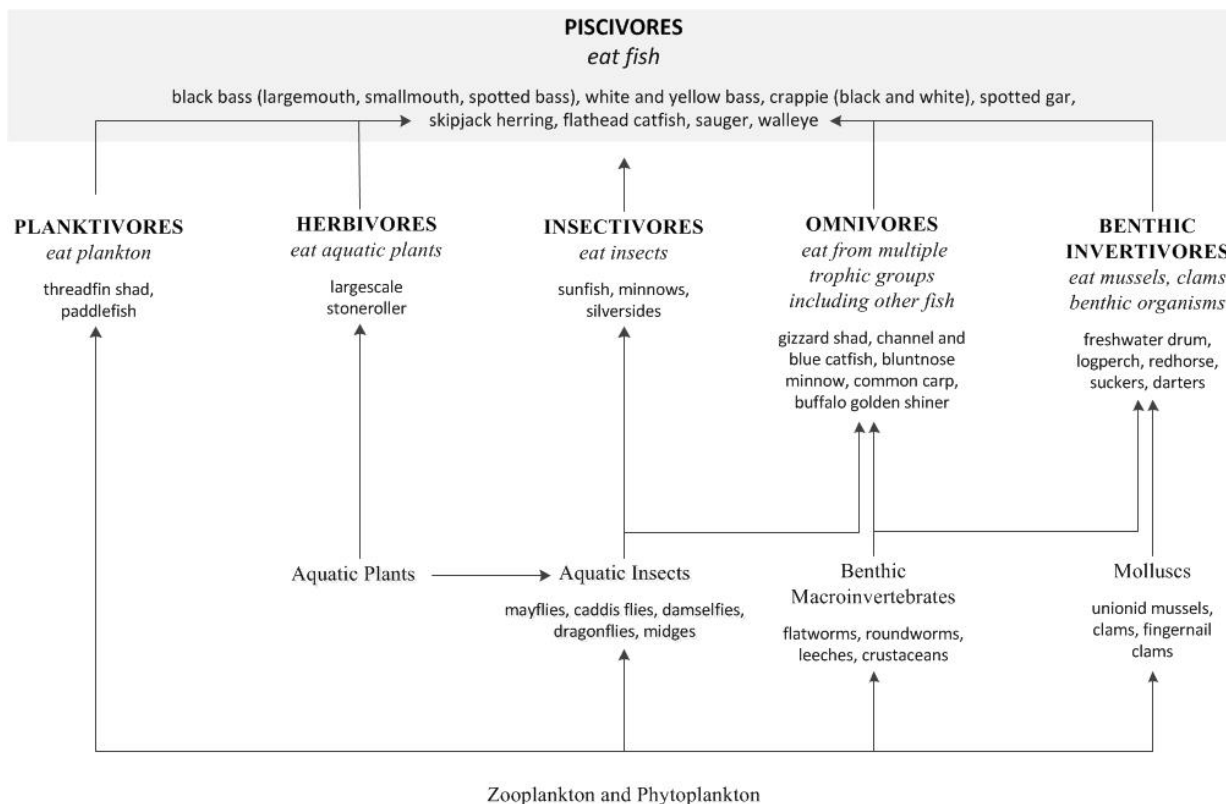 PISCIVORES
eat fish
black bass (largemouth, smallmouth, spotted bass), white and yellow bass, crappie (black and white), spotted gar,
skipjack herring, flathead catfish, sauger, walleye
PLANKTIVORES
eat plankton
threadfin shad,
paddlefish
HERBIVORES
eat aquatic plants
largescale
stoneroller
INSECTIVORES
eat insects
sunfish, minnows,
silversides
OMNIVORES
eat from multiple
trophic groups
including other fish
gizzard shad, channel and
blue catfish, bluntnose
minnow, common carp,
buffalo golden shiner
BENTHIC
INVERTIVORES
eat mussels, clams
benthic organisms
freshwater drum,
logperch, redhorse,
suckers, darters
Aquatic Plants
Aquatic Insects
mayflies, caddis flies, damselfies,
dragonflies, midges
Benthic
Macroinvertebrates
flatworms, roundworms,
leeches, crustaceans
Molluscs
unionid mussels,
clams, fingernail
clams
Zooplankton and Phytoplankton